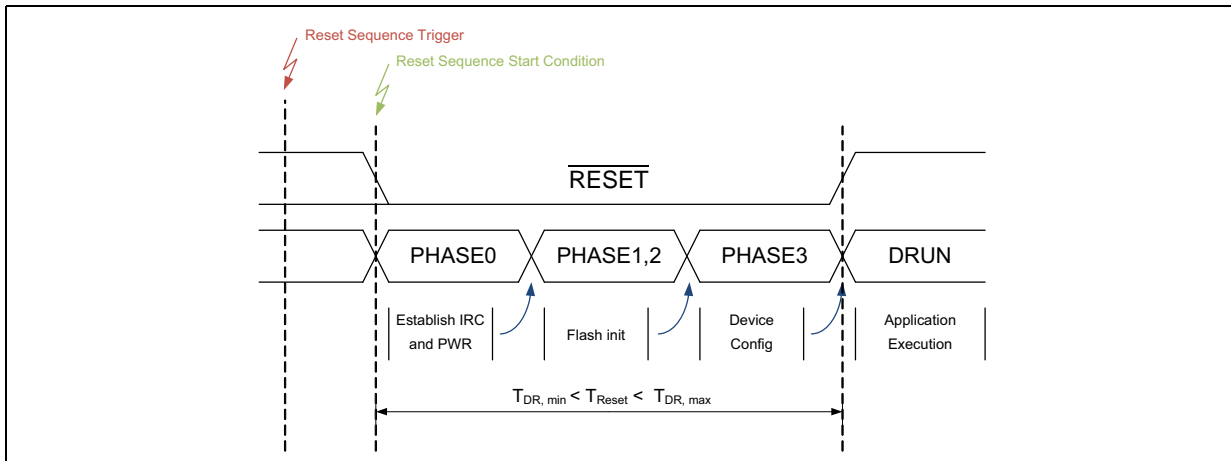 Reset Sequence Trigger
Reset Sequence Start Condition
RESET
PHASE0
PHASE1,2
PHASE3
DRUN
Establish IRC
and PWR
Flash init
Device
Config
Application
Execution
TDR, min < TReset < TDR, max